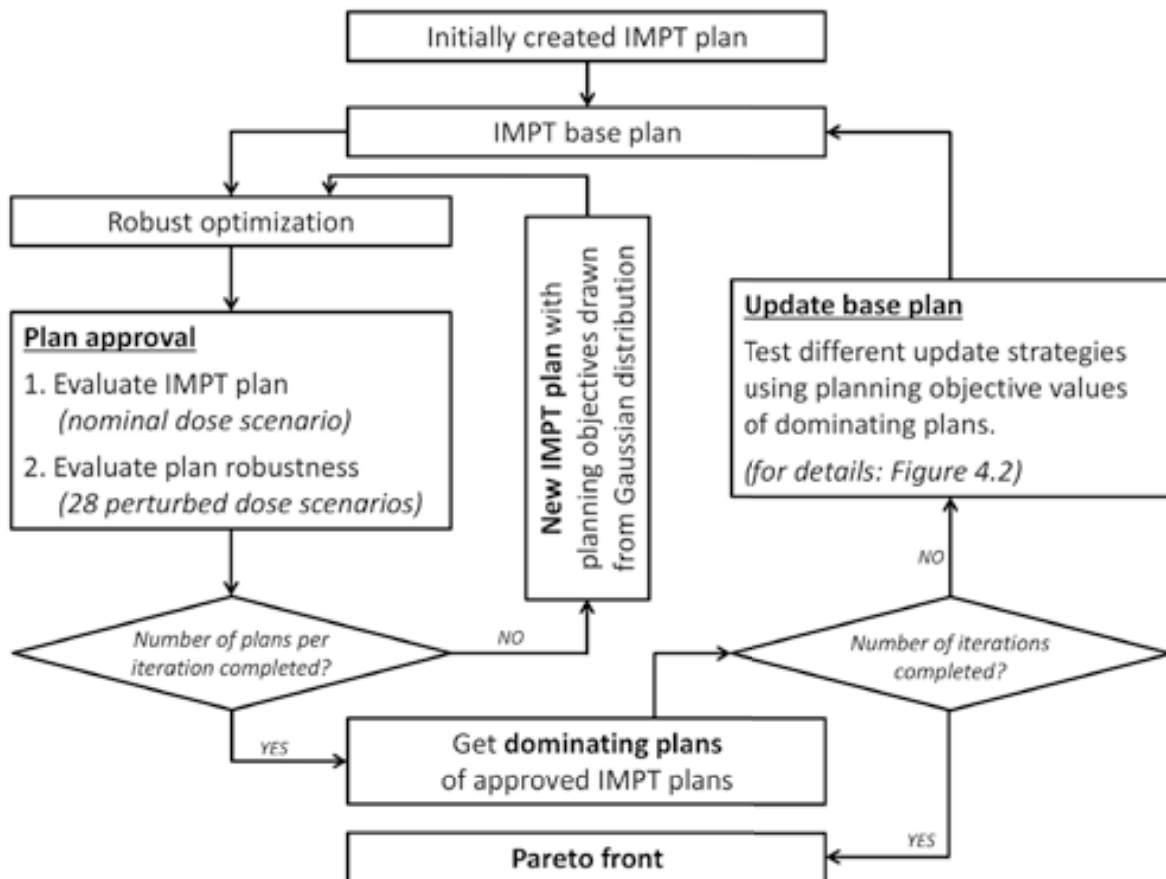 Initially created IMPT plan
IMPT base plan
Robust optimization
Plan approval
1. Evaluate IMPT plan
(nominal dose scenario)
2. Evaluate plan robustness
(28 perturbed dose scenarios)
New IMPT plan with
planning objectives drawn
from Gaussian distribution
Update base plan
Test different update strategies
using planning objective values
of dominating plans.
(for details: Figure 4.2)
Number of plans per
iteration completed?
NO
YES
Get dominating plans
of approved IMPT plans
Number of iterations
completed?
NO
YES
Pareto front